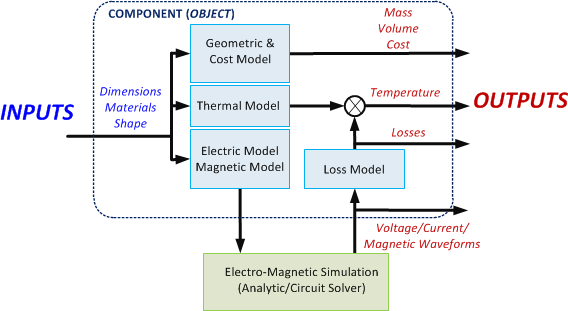 COMPONENT (OBJECT)
Mass
Volume
Cost
Geometric &
Cost Model
Dimensions
Materials
Shape
INPUTS
Thermal Model
Temperature
OUTPUTS
Electric Model
Magnetic Model
Losses
Loss Model
Voltage/Current/
Magnetic Waveforms
Electro-Magnetic Simulation
(Analytic/Circuit Solver)